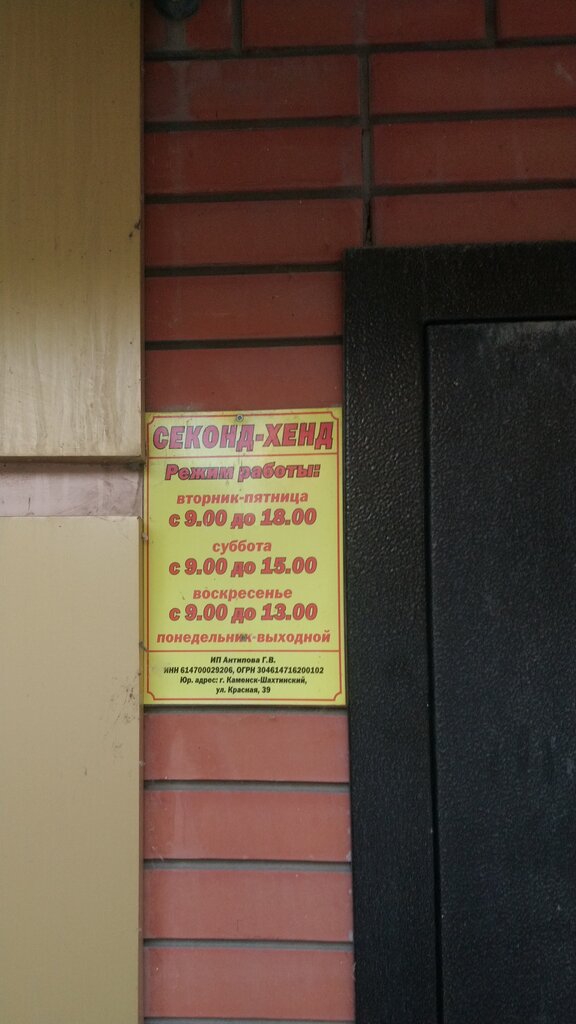 СЕКОНД-ХЕНД
Режим работы:
вторник-пятница
с 9.00 до 18.00
суббота
с 9.00 до 15.00
воскресенье
с 9.00 до 13.00
понедельник-выходной
ИП Антипова Г.В.
ИНН 614700029206, ОГРН 304614716200102
Юр. адрес: г. Каменск-Шахтинский,
ул. Красная, 39